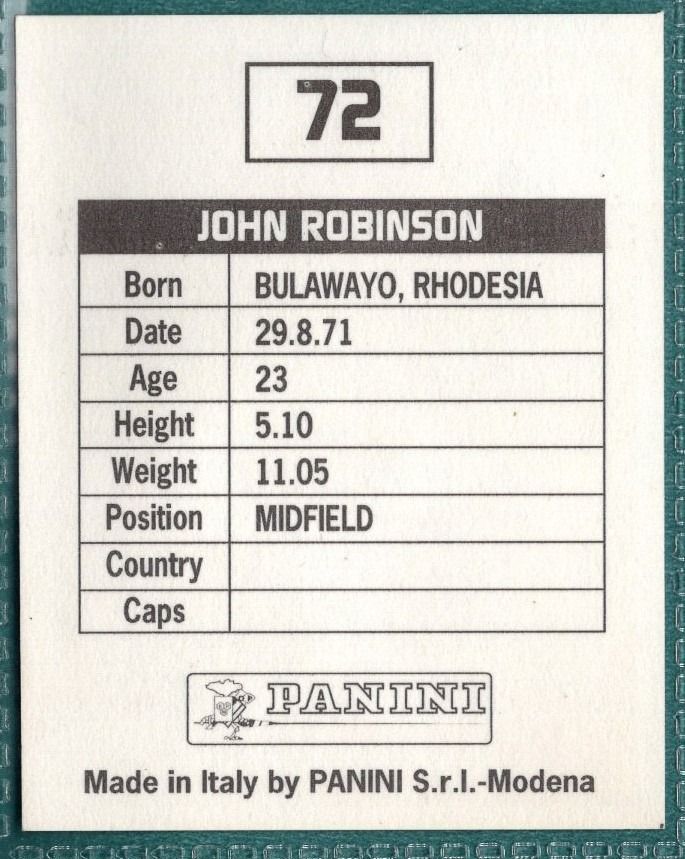 72
JOHN ROBINSON
Born BULAWAYO, RHODESIA
Date 29.8.71
Age 23
Height 5.10
Weight 11.05
Position MIDFIELD
Country
Caps
PANINI
Made in Italy by PANINI S.r.l.-Modena